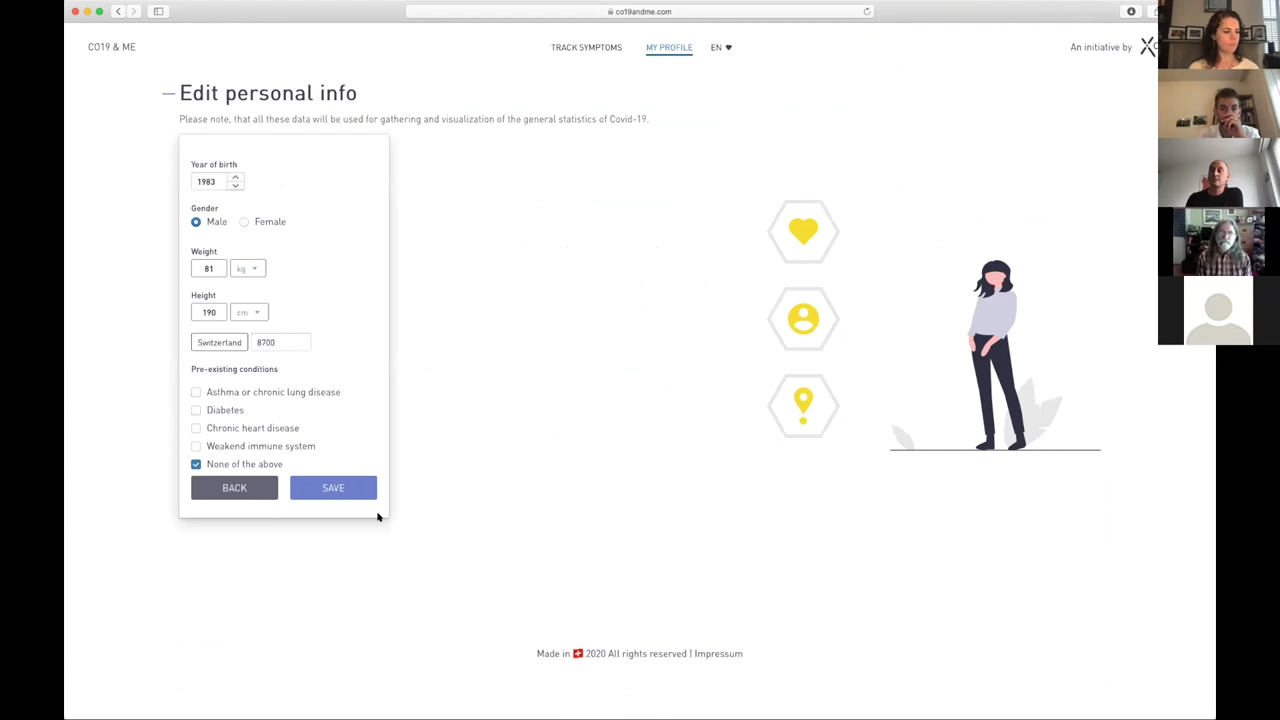 co19andme.com
CO19 & ME
TRACK SYMPTOMS
MY PROFILE
EN
An initiative by
Edit personal info
Please note, that all these data will be used for gathering and visualization of the general statistics of Covid-19.
Year of birth
1983
Gender
Male
Female
Weight
81
kg
Height
190
cm
Switzerland
8700
Pre-existing conditions
Asthma or chronic lung disease
Diabetes
Chronic heart disease
Weakend immune system
None of the above
BACK
SAVE
Made in 2020 All rights reserved | Impressum